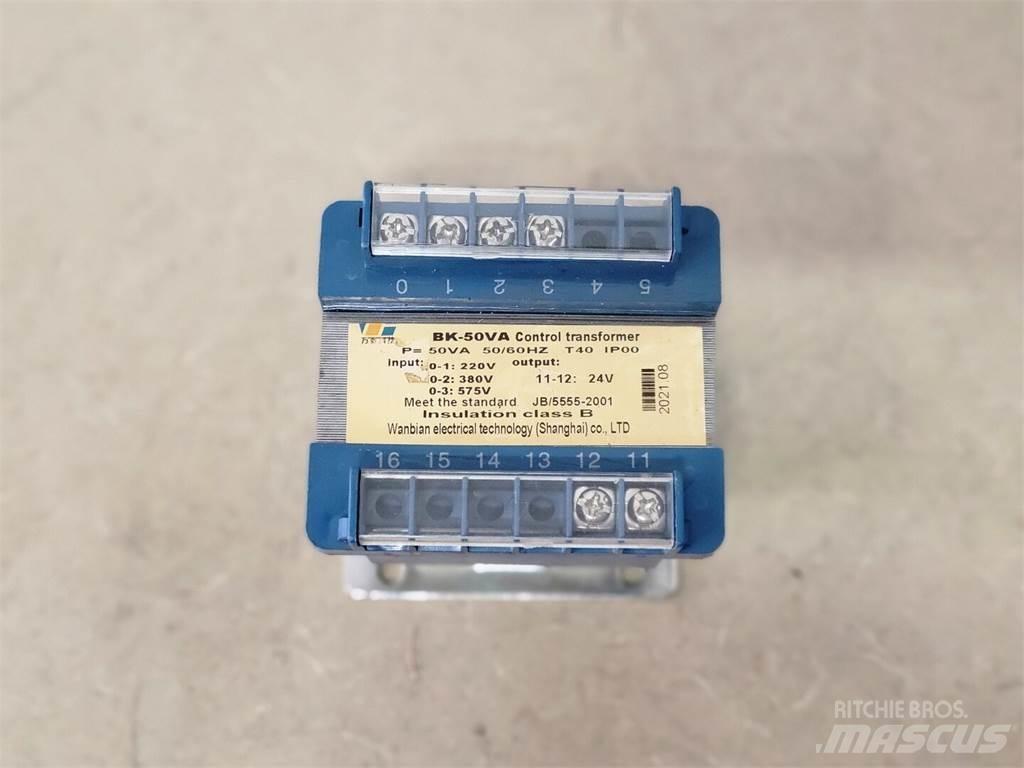 0 1 2 3 4 5
BK-50VA Control transformer
P= 50VA 50/60HZ T40 IP00
input: output:
0-1: 220V
0-2: 380V 11-12: 24V
0-3: 575V
Meet the standard JB/5555-2001
Insulation class B
Wanbian electrical technology (Shanghai) co., LTD
2021.08
16 15 14 13 12 11
RITCHIE BROS.
MASCUS